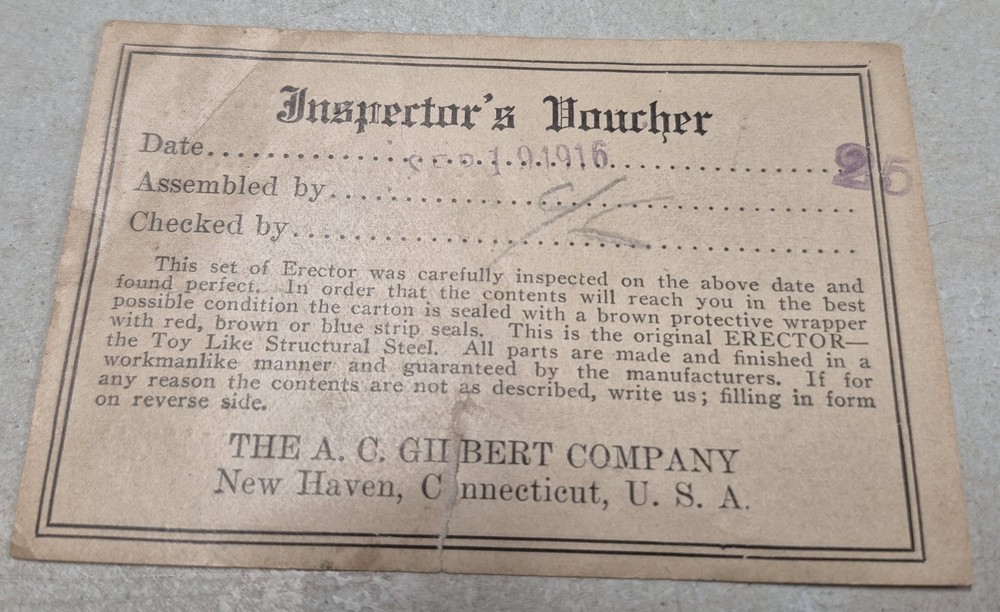 Inspector's Voucher
Date........SEP 19 1916........ 25
Assembled by........
Checked by........
This set of Erector was carefully inspected on the above date and
found perfect. In order that the contents will reach you in the best
possible condition the carton is sealed with a brown protective wrapper
with red, brown or blue strip seals. This is the original ERECTOR—
the Toy Like Structural Steel. All parts are made and finished in a
workmanlike manner and guaranteed by the manufacturers. If for
any reason the contents are not as described, write us; filling in form
on reverse side.
THE A. C. GILBERT COMPANY
New Haven, C nnecticut, U. S. A.